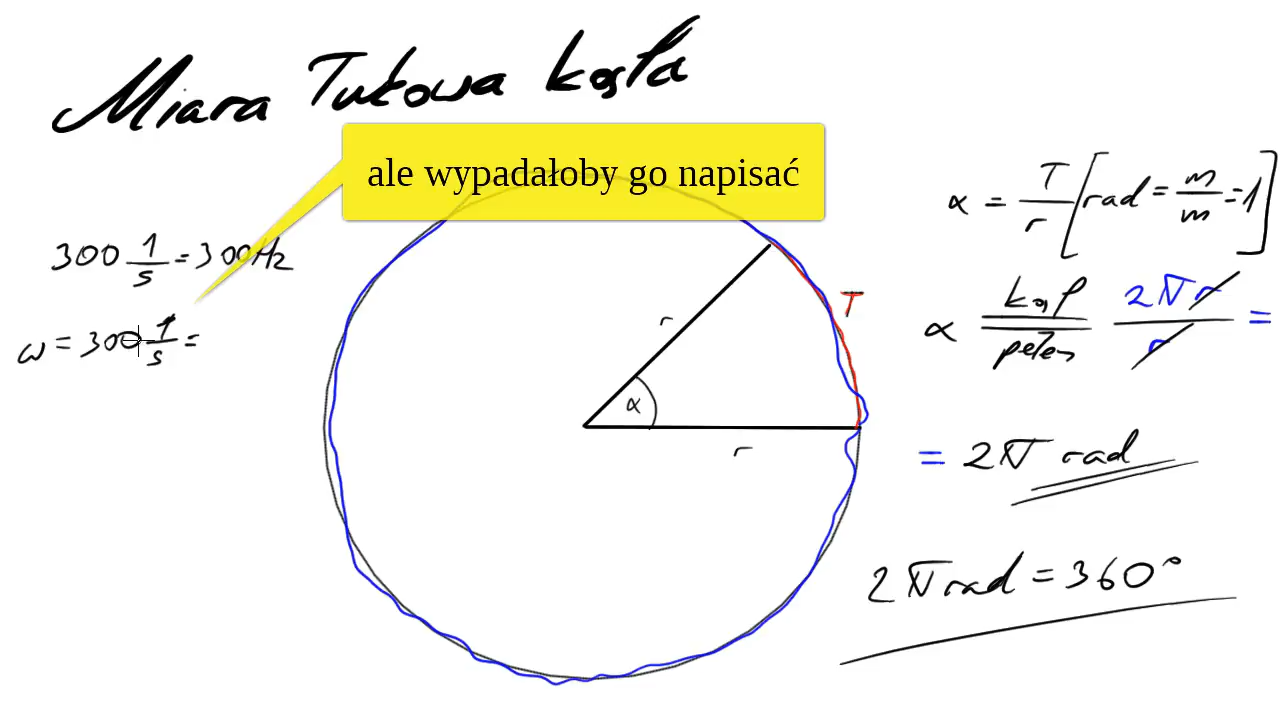 Miara Łukowa kąta
ale wypadałoby go napisać
300 1/s = 300 Hz
ω = 300 1/s =
r
α
r
Ł
α = Ł/r [rad = m/m = 1]
α kąt pełen 2πr/r =
= 2π rad
2π rad = 360°